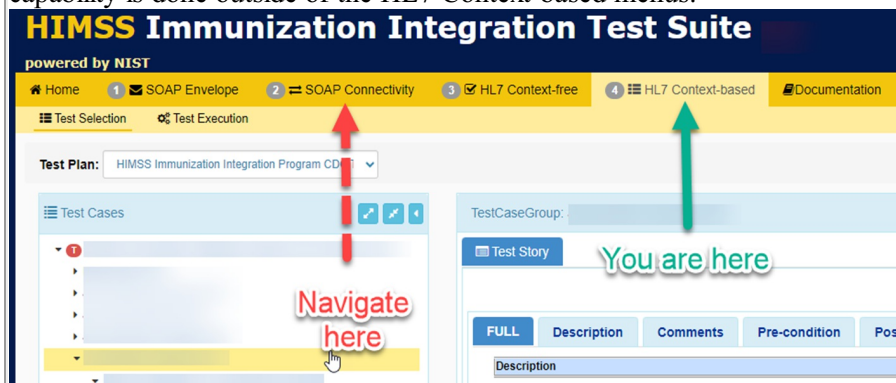 HIMSS Immunization Integration Test Suite
powered by NIST
Home 1 SOAP Envelope 2 SOAP Connectivity 3 HL7 Context-free 4 HL7 Context-based Documentation
Test Selection Test Execution
Test Plan: HIMSS Immunization Integration Program
Test Cases
TestCaseGroup:
T
Test Story
You are here
Navigate
here
FULL Description Comments Pre-condition Pos
Description